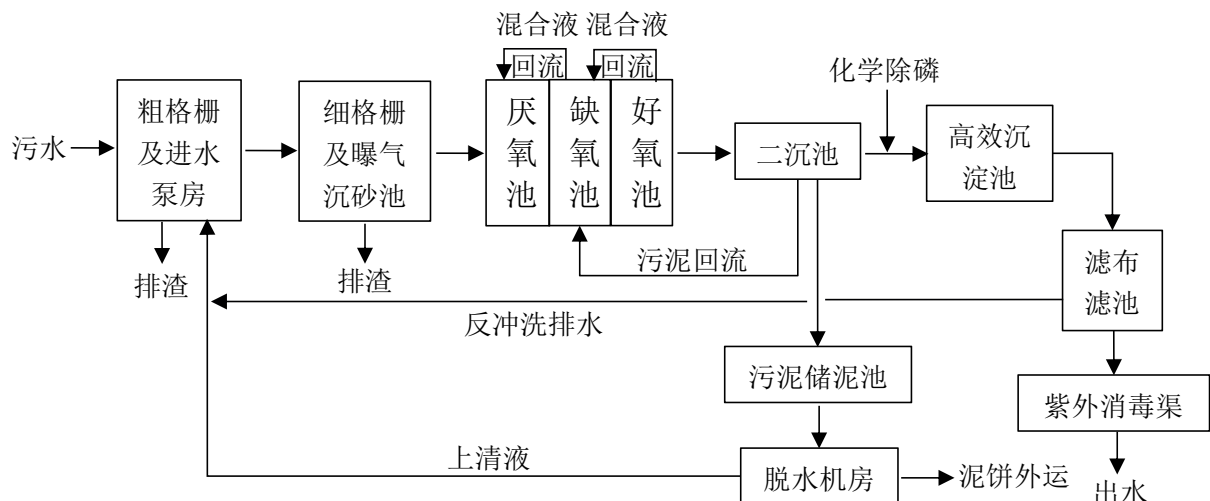 混合液 混合液
回流 回流
化学除磷
污水
粗格栅
及进水
泵房
细格栅
及曝气
沉砂池
厌氧池
缺氧池
好氧池
二沉池
高效沉
淀池
排渣
排渣
污泥回流
滤布
滤池
反冲洗排水
污泥储泥池
紫外消毒渠
上清液
脱水机房
泥饼外运
出水